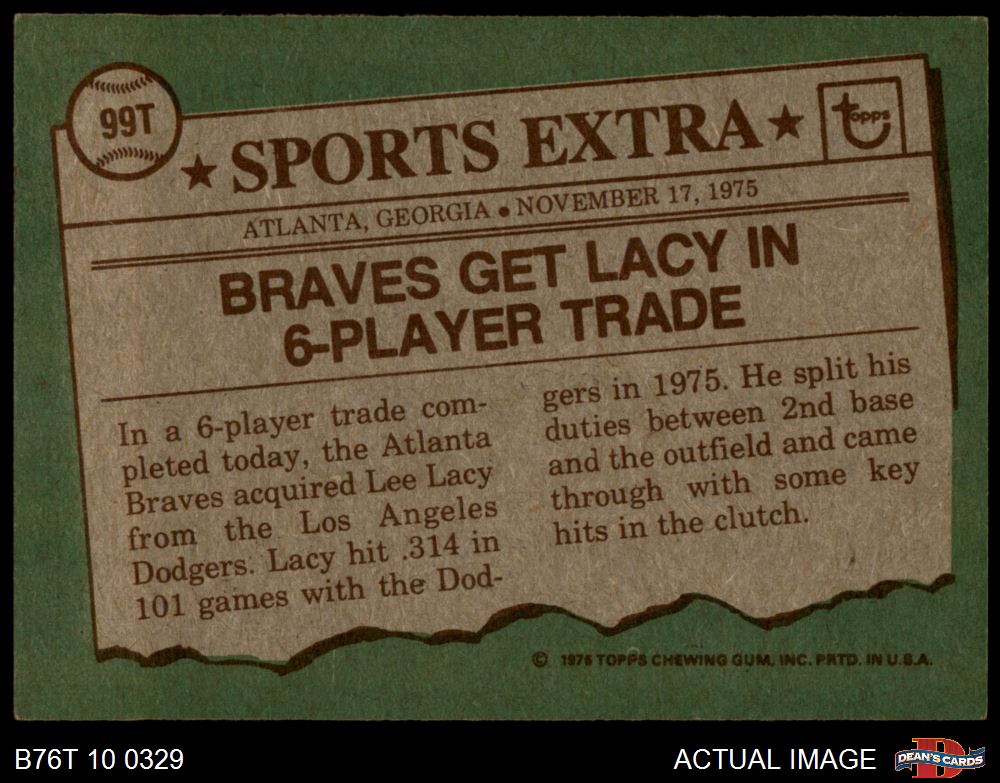 99T
★ SPORTS EXTRA ★
topps
ATLANTA, GEORGIA • NOVEMBER 17, 1975
BRAVES GET LACY IN
6-PLAYER TRADE
In a 6-player trade com-
pleted today, the Atlanta
Braves acquired Lee Lacy
from the Los Angeles
Dodgers. Lacy hit .314 in
101 games with the Dod-
gers in 1975. He split his
duties between 2nd base
and the outfield and came
through with some key
hits in the clutch.
© 1976 TOPPS CHEWING GUM, INC. PRTD. IN U.S.A.
B76T 10 0329
ACTUAL IMAGE
D
DEAN'S CARDS